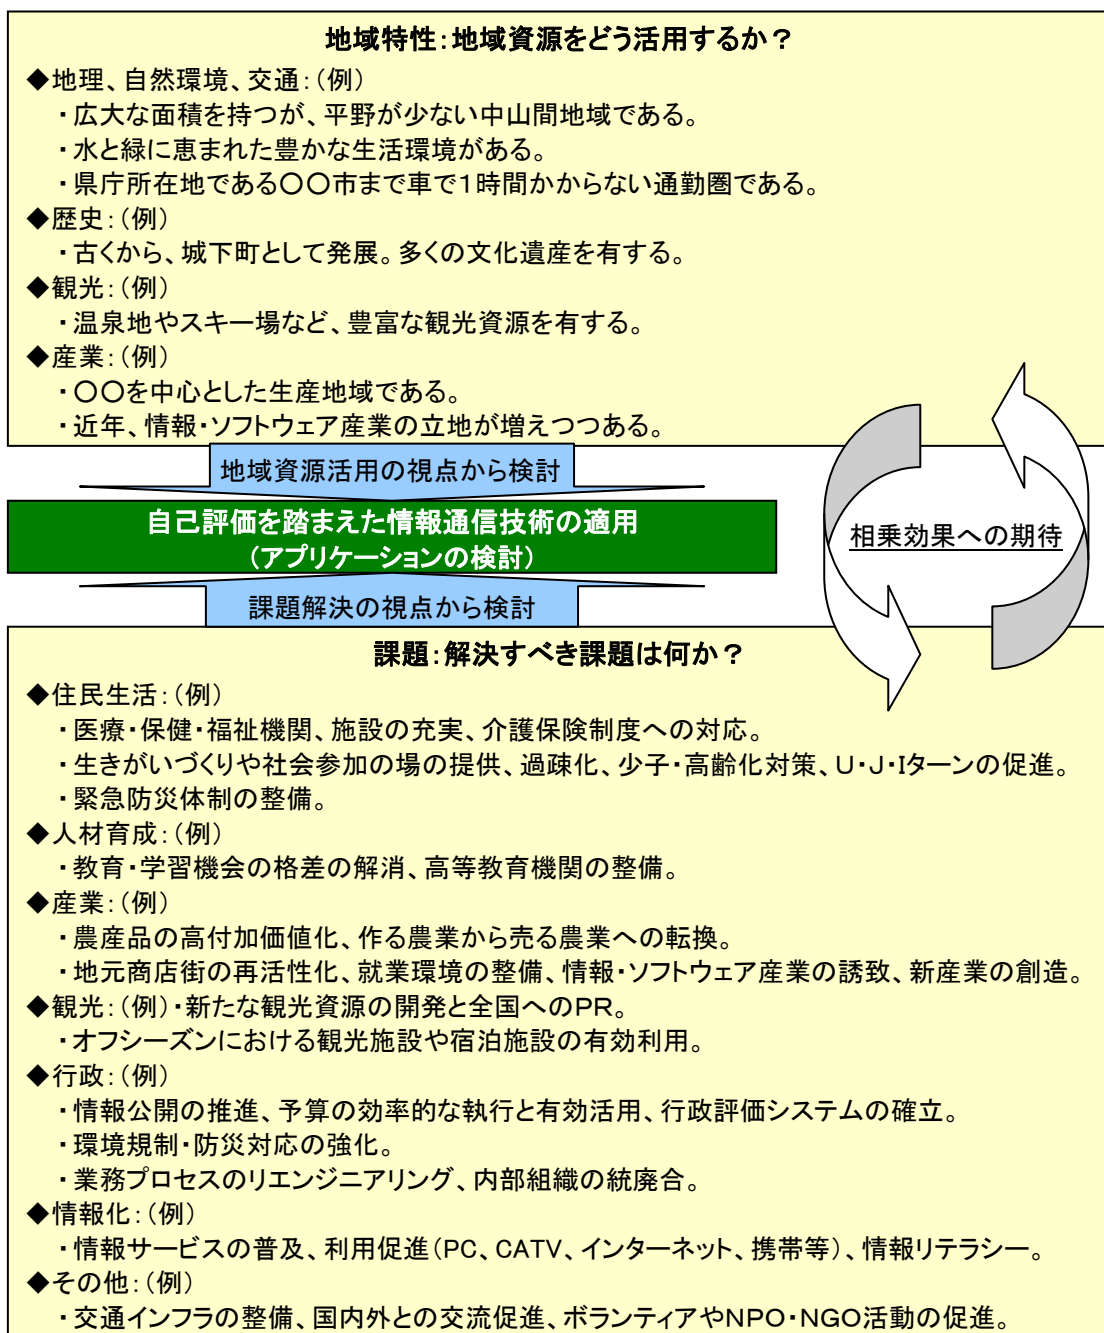 地域特性：地域資源をどう活用するか？
◆地理、自然環境、交通：（例）
・広大な面積を持つが、平野が少ない中山間地域である。
・水と緑に恵まれた豊かな生活環境がある。
・県庁所在地である〇〇市まで車で１時間かからない通勤圏である。
◆歴史：（例）
・古くから、城下町として発展。多くの文化遺産を有する。
◆観光：（例）
・温泉地やスキー場など、豊富な観光資源を有する。
◆産業：（例）
・〇〇を中心とした生産地域である。
・近年、情報・ソフトウェア産業の立地が増えつつある。
地域資源活用の視点から検討
自己評価を踏まえた情報通信技術の適用
（アプリケーションの検討）
相乗効果への期待
課題解決の視点から検討
課題：解決すべき課題は何か？
◆住民生活：（例）
・医療・保健・福祉機関、施設の充実、介護保険制度への対応。
・生きがいづくりや社会参加の場の提供、過疎化、少子・高齢化対策、Ｕ・Ｊ・Ｉターンの促進。
・緊急防災体制の整備。
◆人材育成：（例）
・教育・学習機会の格差の解消、高等教育機関の整備。
◆産業：（例）
・農産品の高付加価値化、作る農業から売る農業への転換。
・地元商店街の再活性化、就業環境の整備、情報・ソフトウェア産業の誘致、新産業の創造。
◆観光：（例）・新たな観光資源の開発と全国へのＰＲ。
・オフシーズンにおける観光施設や宿泊施設の有効利用。
◆行政：（例）
・情報公開の推進、予算の効率的な執行と有効活用、行政評価システムの確立。
・環境規制・防災対応の強化。
・業務プロセスのリエンジニアリング、内部組織の統廃合。
◆情報化：（例）
・情報サービスの普及、利用促進（PC、CATV、インターネット、携帯等）、情報リテラシー。
◆その他：（例）
・交通インフラの整備、国内外との交流促進、ボランティアやNPO・NGO活動の促進。